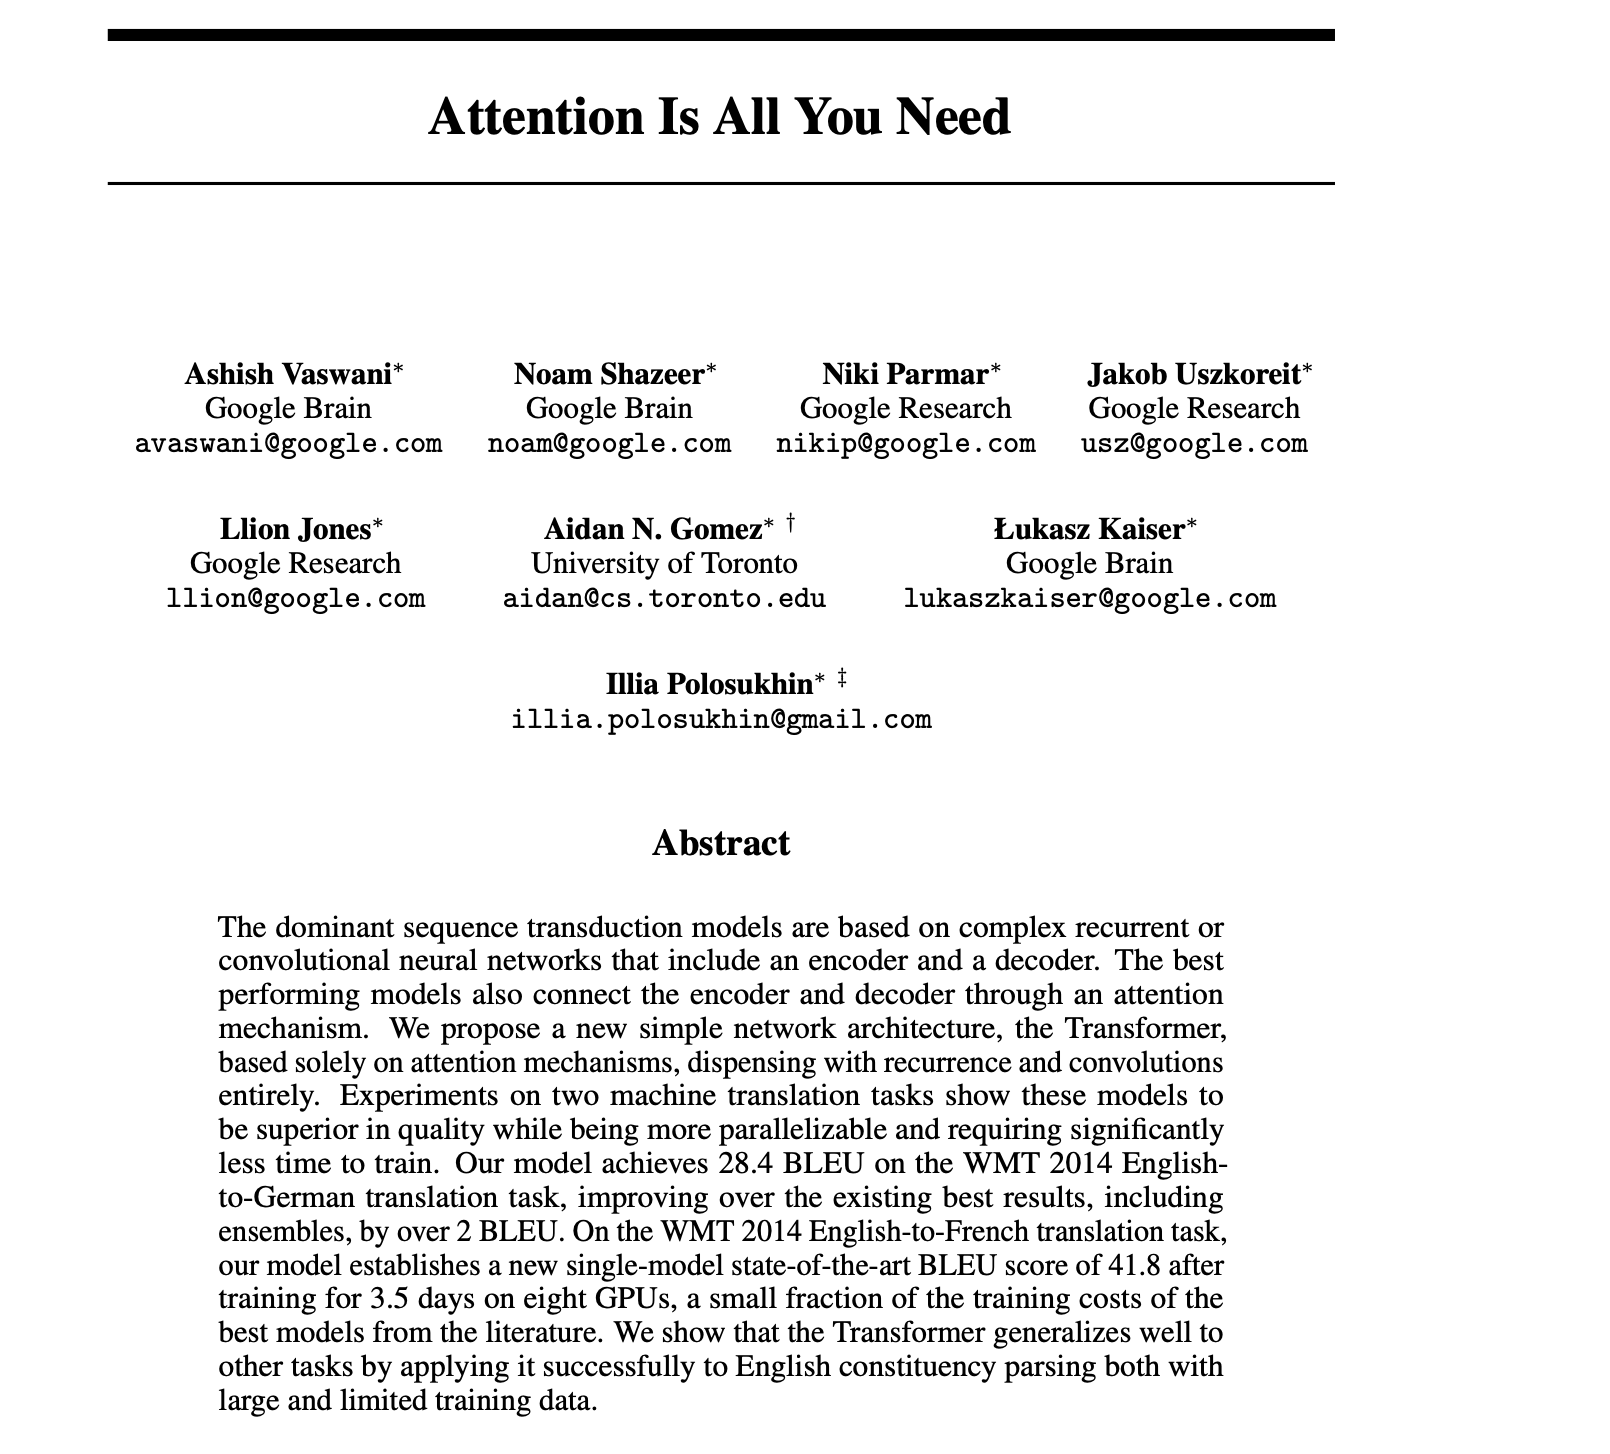 Attention Is All You Need
Ashish Vaswani* Noam Shazeer* Niki Parmar* Jakob Uszkoreit*
Google Brain Google Brain Google Research Google Research
avaswani@google.com noam@google.com nikip@google.com usz@google.com
Llion Jones* Aidan N. Gomez* † Łukasz Kaiser*
Google Research University of Toronto Google Brain
llion@google.com aidan@cs.toronto.edu lukaszkaiser@google.com
Illia Polosukhin* ‡
illia.polosukhin@gmail.com
Abstract
The dominant sequence transduction models are based on complex recurrent or
convolutional neural networks that include an encoder and a decoder. The best
performing models also connect the encoder and decoder through an attention
mechanism. We propose a new simple network architecture, the Transformer,
based solely on attention mechanisms, dispensing with recurrence and convolutions
entirely. Experiments on two machine translation tasks show these models to
be superior in quality while being more parallelizable and requiring significantly
less time to train. Our model achieves 28.4 BLEU on the WMT 2014 English-
to-German translation task, improving over the existing best results, including
ensembles, by over 2 BLEU. On the WMT 2014 English-to-French translation task,
our model establishes a new single-model state-of-the-art BLEU score of 41.8 after
training for 3.5 days on eight GPUs, a small fraction of the training costs of the
best models from the literature. We show that the Transformer generalizes well to
other tasks by applying it successfully to English constituency parsing both with
large and limited training data.